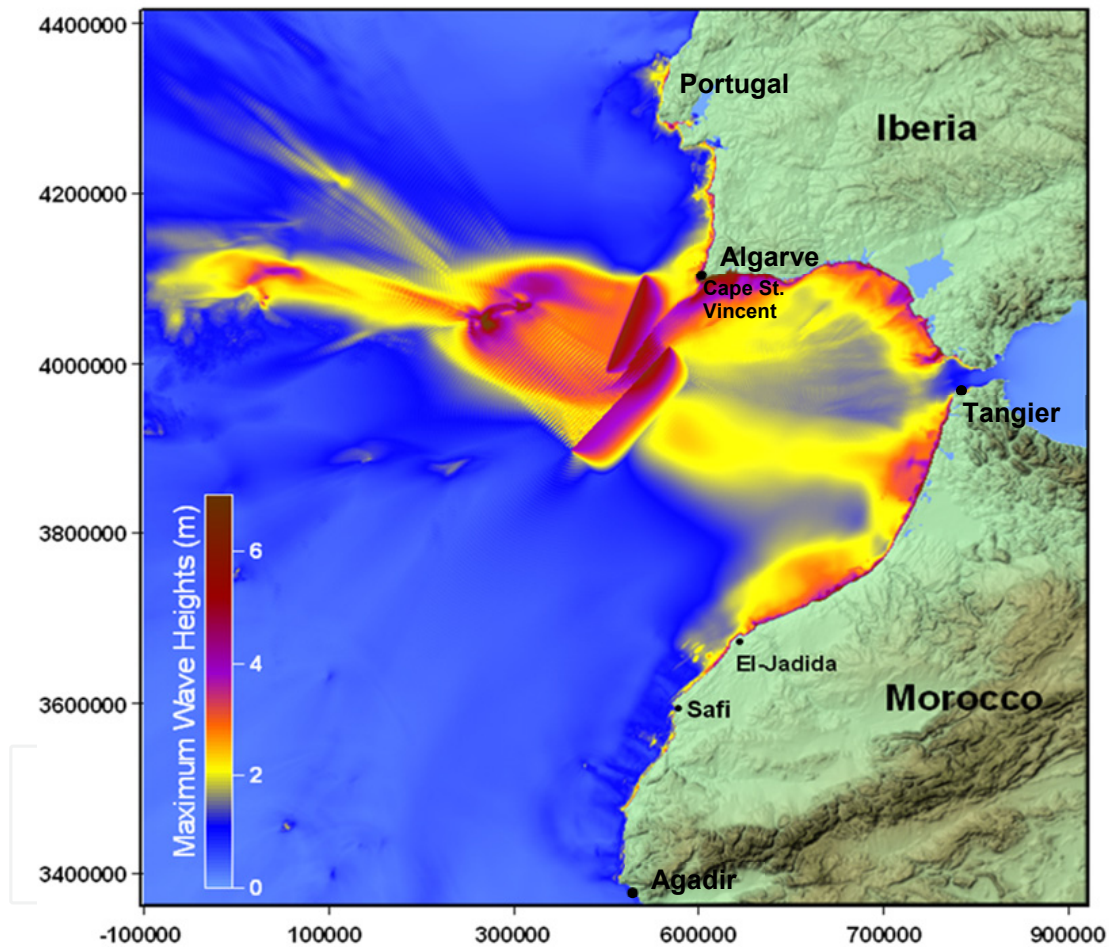 4400000
Portugal
Iberia
4200000
Algarve
Cape St.
Vincent
4000000
Tangier
Maximum Wave Heights (m)
6
4
2
0
3800000
El-Jadida
3600000
Safi
Morocco
3400000
Agadir
-100000
100000
300000
600000
700000
900000